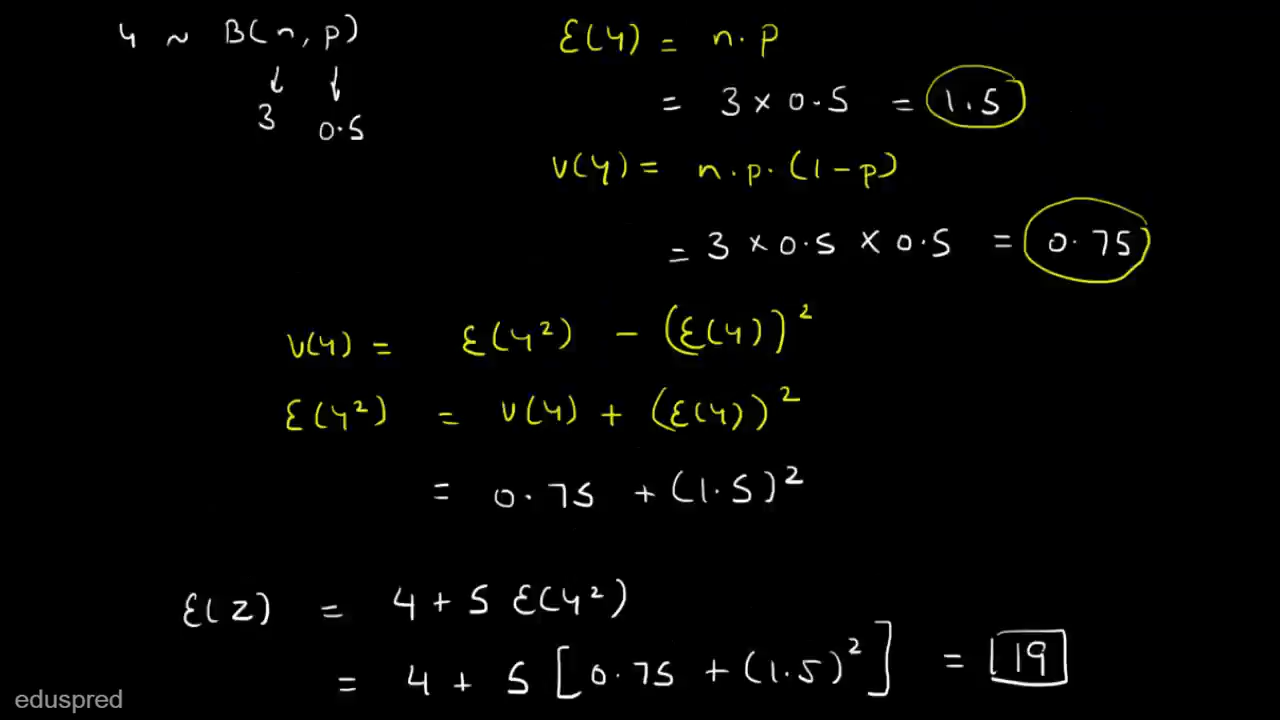 Y ~ B(n, p)
↓ ↓
3 0.5
E(Y) = n.p
= 3 × 0.5 = 1.5
V(Y) = n.p.(1-p)
= 3 × 0.5 × 0.5 = 0.75
V(Y) = E(Y²) - (E(Y))²
E(Y²) = V(Y) + (E(Y))²
= 0.75 + (1.5)²
E(Z) = 4 + 5 E(Y²)
= 4 + 5 [0.75 + (1.5)²] = 19
eduspred